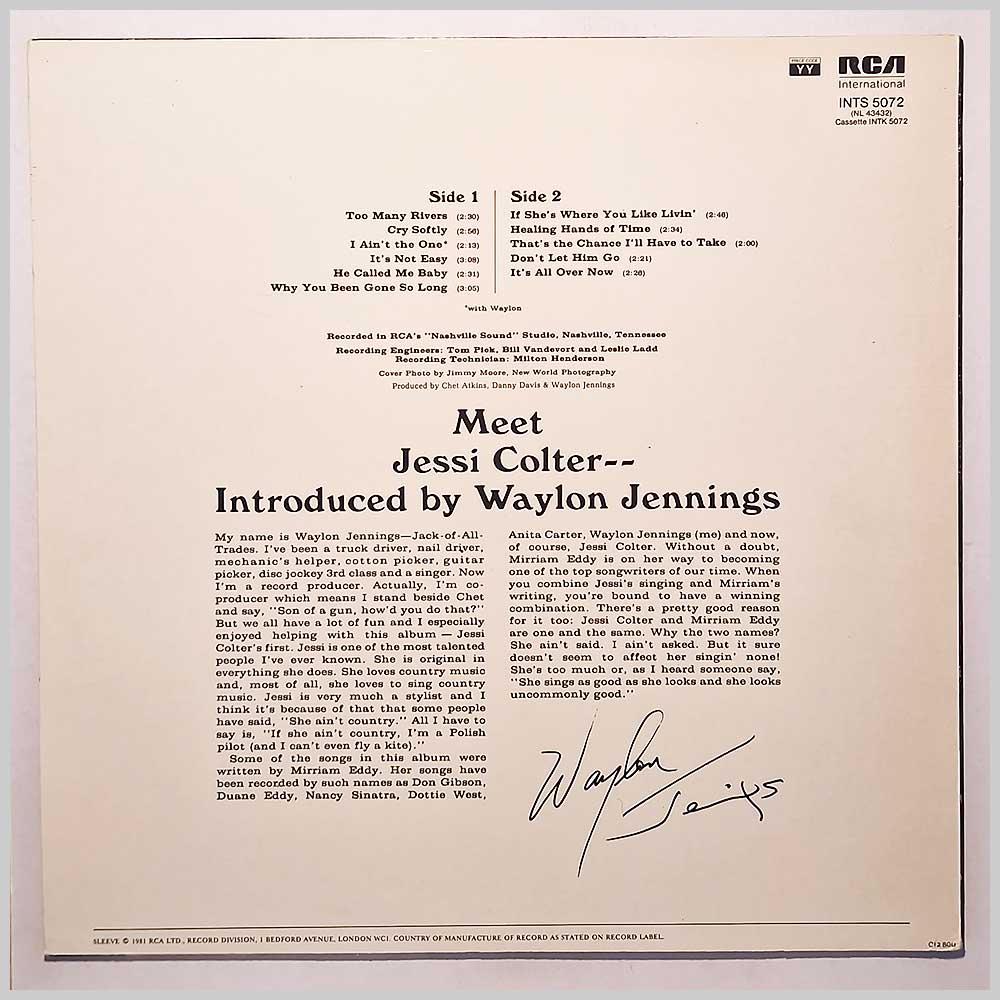 PRICE CODE
YY
RCA
International
INTS 5072
(NL 43432)
Cassette INTK 5072
Side 1
Too Many Rivers (2:30)
Cry Softly (2:56)
I Ain't the One* (2:13)
It's Not Easy (3:08)
He Called Me Baby (2:31)
Why You Been Gone So Long (3:05)
Side 2
If She's Where You Like Livin' (2:46)
Healing Hands of Time (2:34)
That's the Chance I'll Have to Take (2:00)
Don't Let Him Go (2:21)
It's All Over Now (2:26)
*with Waylon
Recorded in RCA's "Nashville Sound" Studio, Nashville, Tennessee
Recording Engineers: Tom Pick, Bill Vandevort and Leslie Ladd
Recording Technician: Milton Henderson
Cover Photo by Jimmy Moore, New World Photography
Produced by Chet Atkins, Danny Davis & Waylon Jennings
Meet
Jessi Colter--
Introduced by Waylon Jennings
My name is Waylon Jennings—Jack-of-All-
Trades. I've been a truck driver, nail driver,
mechanic's helper, cotton picker, guitar
picker, disc jockey 3rd class and a singer. Now
I'm a record producer. Actually, I'm co-
producer which means I stand beside Chet
and say, "Son of a gun, how'd you do that?"
But we all have a lot of fun and I especially
enjoyed helping with this album — Jessi
Colter's first. Jessi is one of the most talented
people I've ever known. She is original in
everything she does. She loves country music
and, most of all, she loves to sing country
music. Jessi is very much a stylist and I
think it's because of that that some people
have said, "She ain't country." All I have to
say is, "If she ain't country, I'm a Polish
pilot (and I can't even fly a kite)."
Some of the songs in this album were
written by Mirriam Eddy. Her songs have
been recorded by such names as Don Gibson,
Duane Eddy, Nancy Sinatra, Dottie West,
Anita Carter, Waylon Jennings (me) and now,
of course, Jessi Colter. Without a doubt,
Mirriam Eddy is on her way to becoming
one of the top songwriters of our time. When
you combine Jessi's singing and Mirriam's
writing, you're bound to have a winning
combination. There's a pretty good reason
for it too: Jessi Colter and Mirriam Eddy
are one and the same. Why the two names?
She ain't said. I ain't asked. But it sure
doesn't seem to affect her singin' none!
She's too much or, as I heard someone say,
"She sings as good as she looks and she looks
uncommonly good."
Waylon
Jennings
SLEEVE © 1981 RCA LTD., RECORD DIVISION, 1 BEDFORD AVENUE, LONDON WC1. COUNTRY OF MANUFACTURE OF RECORD AS STATED ON RECORD LABEL.